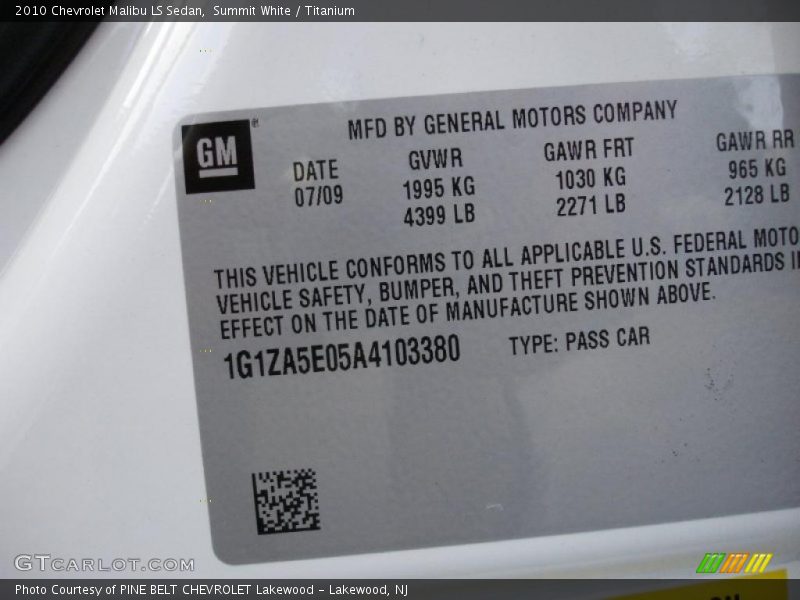 2010 Chevrolet Malibu LS Sedan, Summit White / Titanium
GM ®
MFD BY GENERAL MOTORS COMPANY
DATE GVWR GAWR FRT GAWR RR
07/09 1995 KG 1030 KG 965 KG
4399 LB 2271 LB 2128 LB
THIS VEHICLE CONFORMS TO ALL APPLICABLE U.S. FEDERAL MOTO
VEHICLE SAFETY, BUMPER, AND THEFT PREVENTION STANDARDS I
EFFECT ON THE DATE OF MANUFACTURE SHOWN ABOVE.
1G1ZA5E05A4103380 TYPE: PASS CAR
GTCARLOT.COM
Photo Courtesy of PINE BELT CHEVROLET Lakewood - Lakewood, NJ